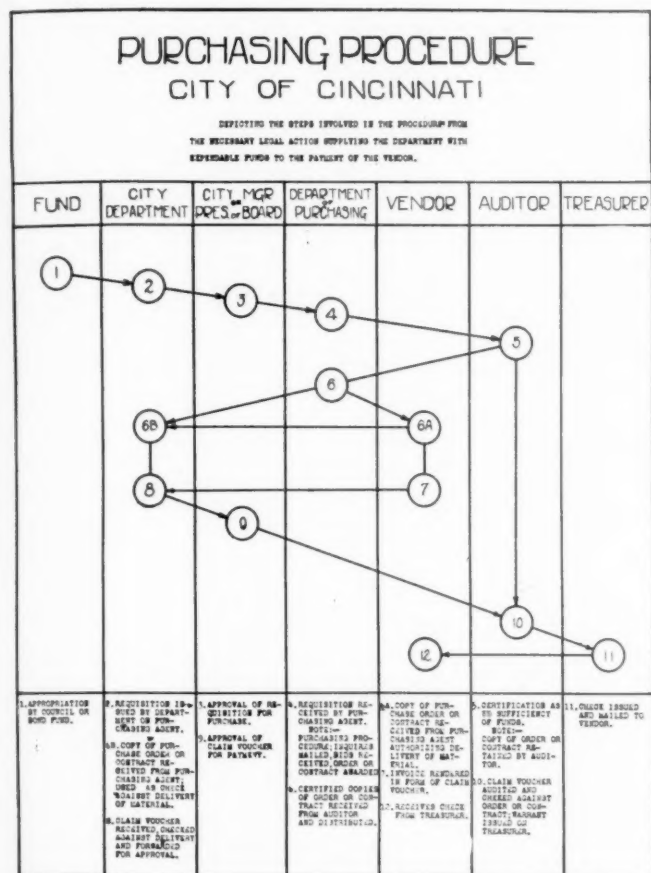 PURCHASING PROCEDURE
CITY OF CINCINNATI
DEPICTING THE STEPS INVOLVED IN THE PROCEDURE FROM
THE NECESSARY LEGAL ACTION SUPPLYING THE DEPARTMENT WITH
EXPENDABLE FUNDS TO THE PAYMENT OF THE VENDOR.
FUND
CITY
DEPARTMENT
CITY MGR
OR
PRES. OF BOARD
DEPARTMENT
OF
PURCHASING
VENDOR
AUDITOR
TREASURER
1
2
3
4
5
6
6B
6A
8
7
9
10
12
11
1. APPROPRIATION
BY COUNCIL OR
BOND FUND.
2. REQUISITION IS-
SUED BY DEPART-
MENT ON PUR-
CHASING AGENT.
6B. COPY OF PUR-
CHASE ORDER OR
CONTRACT RE-
CEIVED FROM PUR-
CHASING AGENT;
USED AS CHECK
AGAINST DELIVERY
OF MATERIAL.
8. CLAIM VOUCHER
RECEIVED, CHECKED
AGAINST DELIVERY
AND FORWARDED
FOR APPROVAL.
3. APPROVAL OF RE-
QUISITION FOR
PURCHASE.
9. APPROVAL OF
CLAIM VOUCHER
FOR PAYMENT.
4. REQUISITION RE-
CEIVED BY PUR-
CHASING AGENT.
NOTE:—
PURCHASING PRO-
CEDURE; INQUIRIES
MAILED, BIDS RE-
CEIVED, ORDER OR
CONTRACT AWARDED
6. CERTIFIED COPIES
OF ORDER OR CON-
TRACT RECEIVED
FROM AUDITOR
AND DISTRIBUTED.
6A. COPY OF PUR-
CHASE ORDER OR
CONTRACT RE-
CEIVED FROM PUR-
CHASING AGENT
AUTHORIZING DE-
LIVERY OF MAT-
ERIAL.
7. INVOICE RENDERED
IN FORM OF CLAIM
VOUCHER.
12. RECEIVES CHECK
FROM TREASURER.
5. CERTIFICATION AS
TO SUFFICIENCY
OF FUNDS.
NOTE:—
COPY OF ORDER OR
CONTRACT RE-
TAINED BY AUDI-
TOR.
10. CLAIM VOUCHER
AUDITED AND
CHECKED AGAINST
ORDER OR CON-
TRACT; WARRANT
ISSUED ON
TREASURER.
11. CHECK ISSUED
AND MAILED TO
VENDOR.